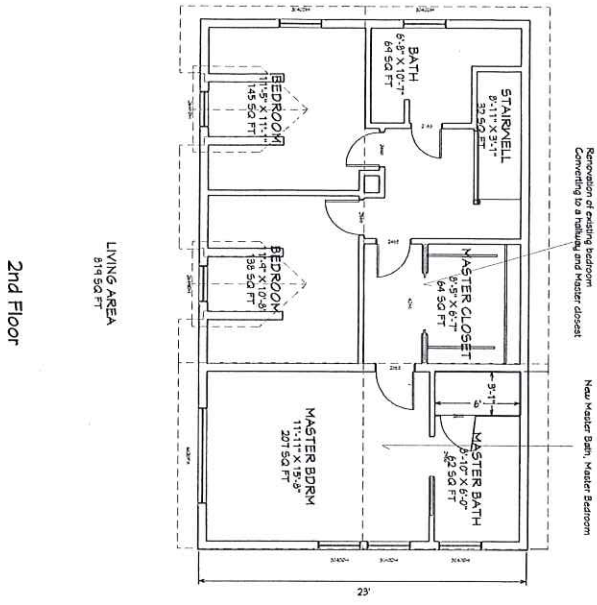 Renovation of existing bedroom
Converting to a hallway and Master closest
New Master Bath, Master Bedroom
STAIRWELL
8'-11" X 3'-1"
32 SQ FT
BATH
6'-8" X 10'-7"
69 SQ FT
BEDROOM
11'-5" X 11'-1"
145 SQ FT
MASTER CLOSET
8'-5" X 6'-7"
64 SQ FT
BEDROOM
10'-8"
138 SQ FT
MASTER BATH
8'-10" X 6'-0"
62 SQ FT
3'-1"
MASTER BDRM
11'-11" X 15'-8"
207 SQ FT
23'
LIVING AREA
819 SQ FT
2nd Floor